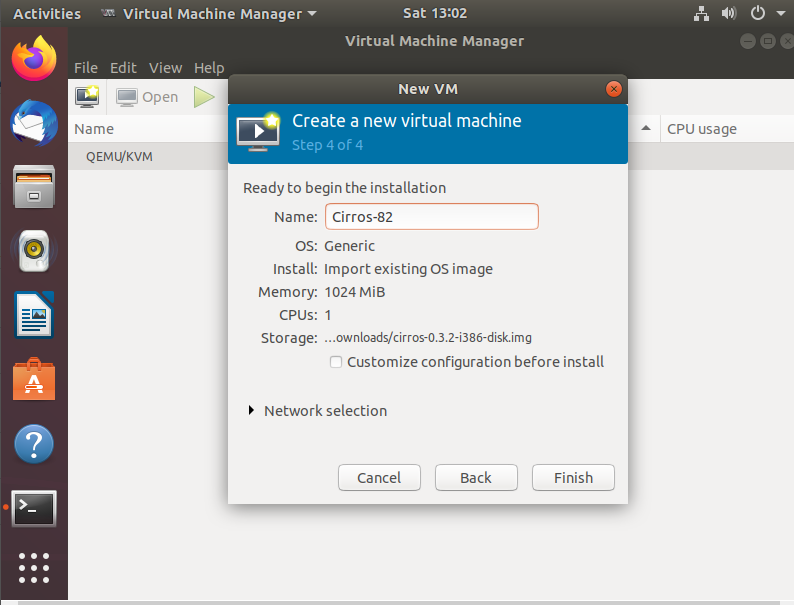 Activities Virtual Machine Manager Sat 13:02
Virtual Machine Manager
File Edit View Help
Open
Name CPU usage
QEMU/KVM
New VM
Create a new virtual machine
Step 4 of 4
Ready to begin the installation
Name: Cirros-82
OS: Generic
Install: Import existing OS image
Memory: 1024 MiB
CPUs: 1
Storage: ...ownloads/cirros-0.3.2-i386-disk.img
Customize configuration before install
Network selection
Cancel Back Finish